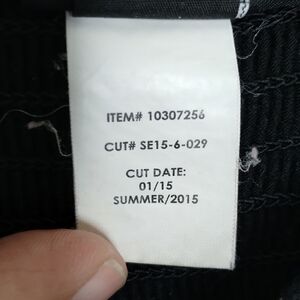 ITEM# 10307256
CUT# SE15-6-029
CUT DATE:
01/15
SUMMER/2015